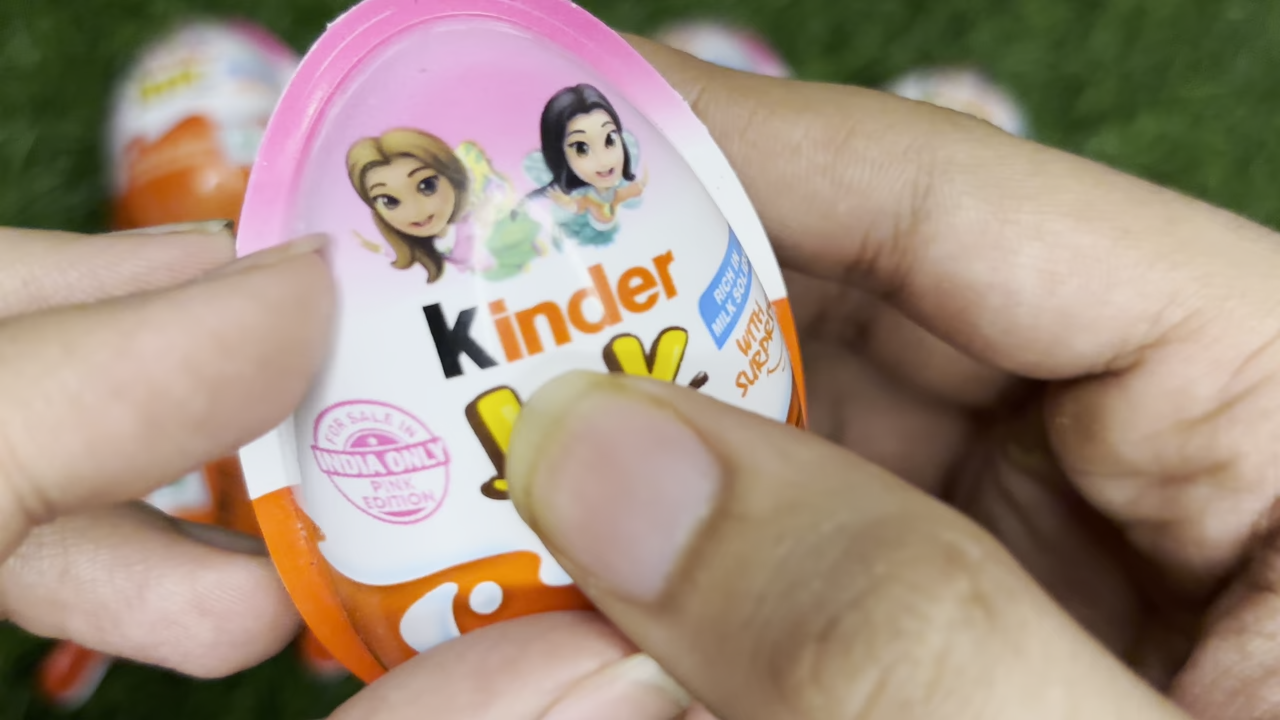 kinder
RICH IN
MILK SOLIDS
WITH
SURPRISE
FOR SALE IN
INDIA ONLY
PINK
EDITION